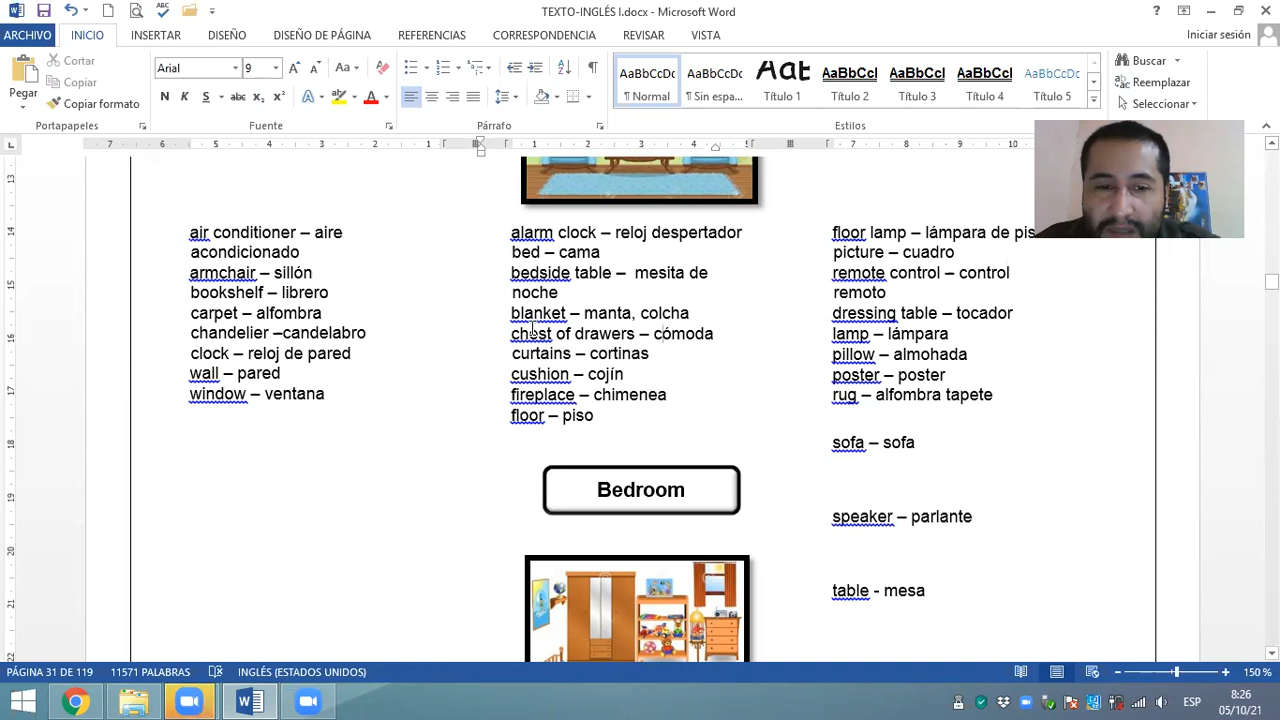 TEXTO-INGLÉS I.docx - Microsoft Word
ARCHIVO INICIO INSERTAR DISEÑO DISEÑO DE PÁGINA REFERENCIAS CORRESPONDENCIA REVISAR VISTA Iniciar sesión
Cortar
Copiar
Copiar formato
Pegar
Arial 9
AaBbCcDc AaBbCcDc Aat AaBbCcI AaBbCcI AaBbCcI AaBbCcDc
¶ Normal ¶ Sin espa... Título 1 Título 2 Título 3 Título 4 Título 5
Buscar
Reemplazar
Seleccionar
Portapapeles Fuente Párrafo Estilos
air conditioner – aire
acondicionado
armchair – sillón
bookshelf – librero
carpet – alfombra
chandelier –candelabro
clock – reloj de pared
wall – pared
window – ventana
alarm clock – reloj despertador
bed – cama
bedside table – mesita de
noche
blanket – manta, colcha
chest of drawers – cómoda
curtains – cortinas
cushion – cojín
fireplace – chimenea
floor – piso
floor lamp – lámpara de pis
picture – cuadro
remote control – control
remoto
dressing table – tocador
lamp – lámpara
pillow – almohada
poster – poster
rug – alfombra tapete
sofa – sofa
speaker – parlante
table - mesa
Bedroom
PÁGINA 31 DE 119 11571 PALABRAS INGLÉS (ESTADOS UNIDOS) 150 %
ESP
8:26
05/10/21